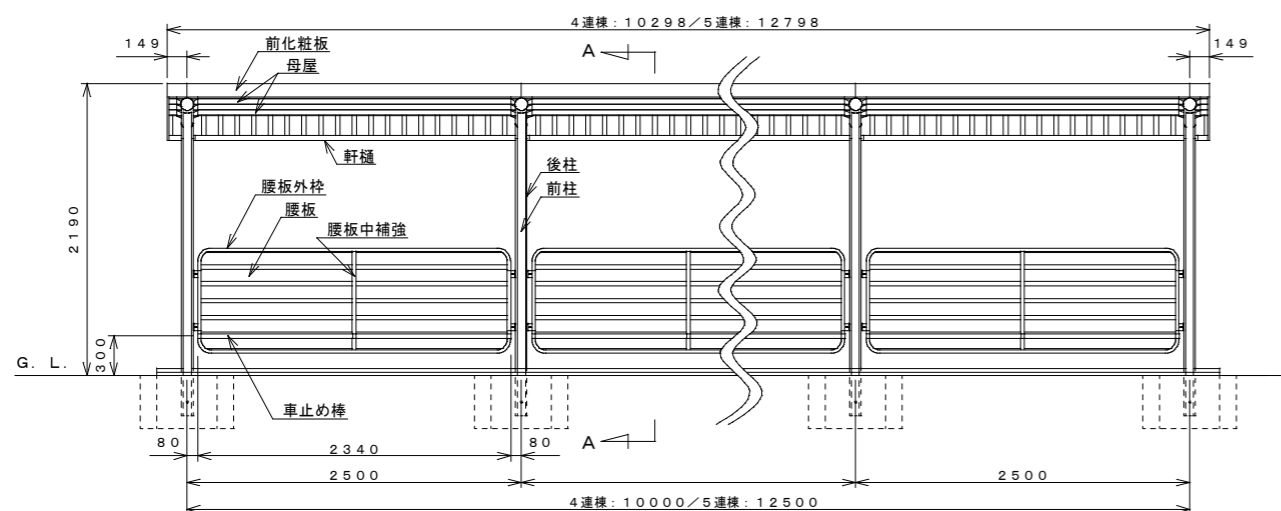 4連棟：10298／5連棟：12798
149
A
149
前化粧板
母屋
軒樋
後柱
前柱
腰板外枠
腰板
腰板中補強
2190
300
G. L.
車止め棒
A
80
2340
80
2500
2500
4連棟：10000／5連棟：12500